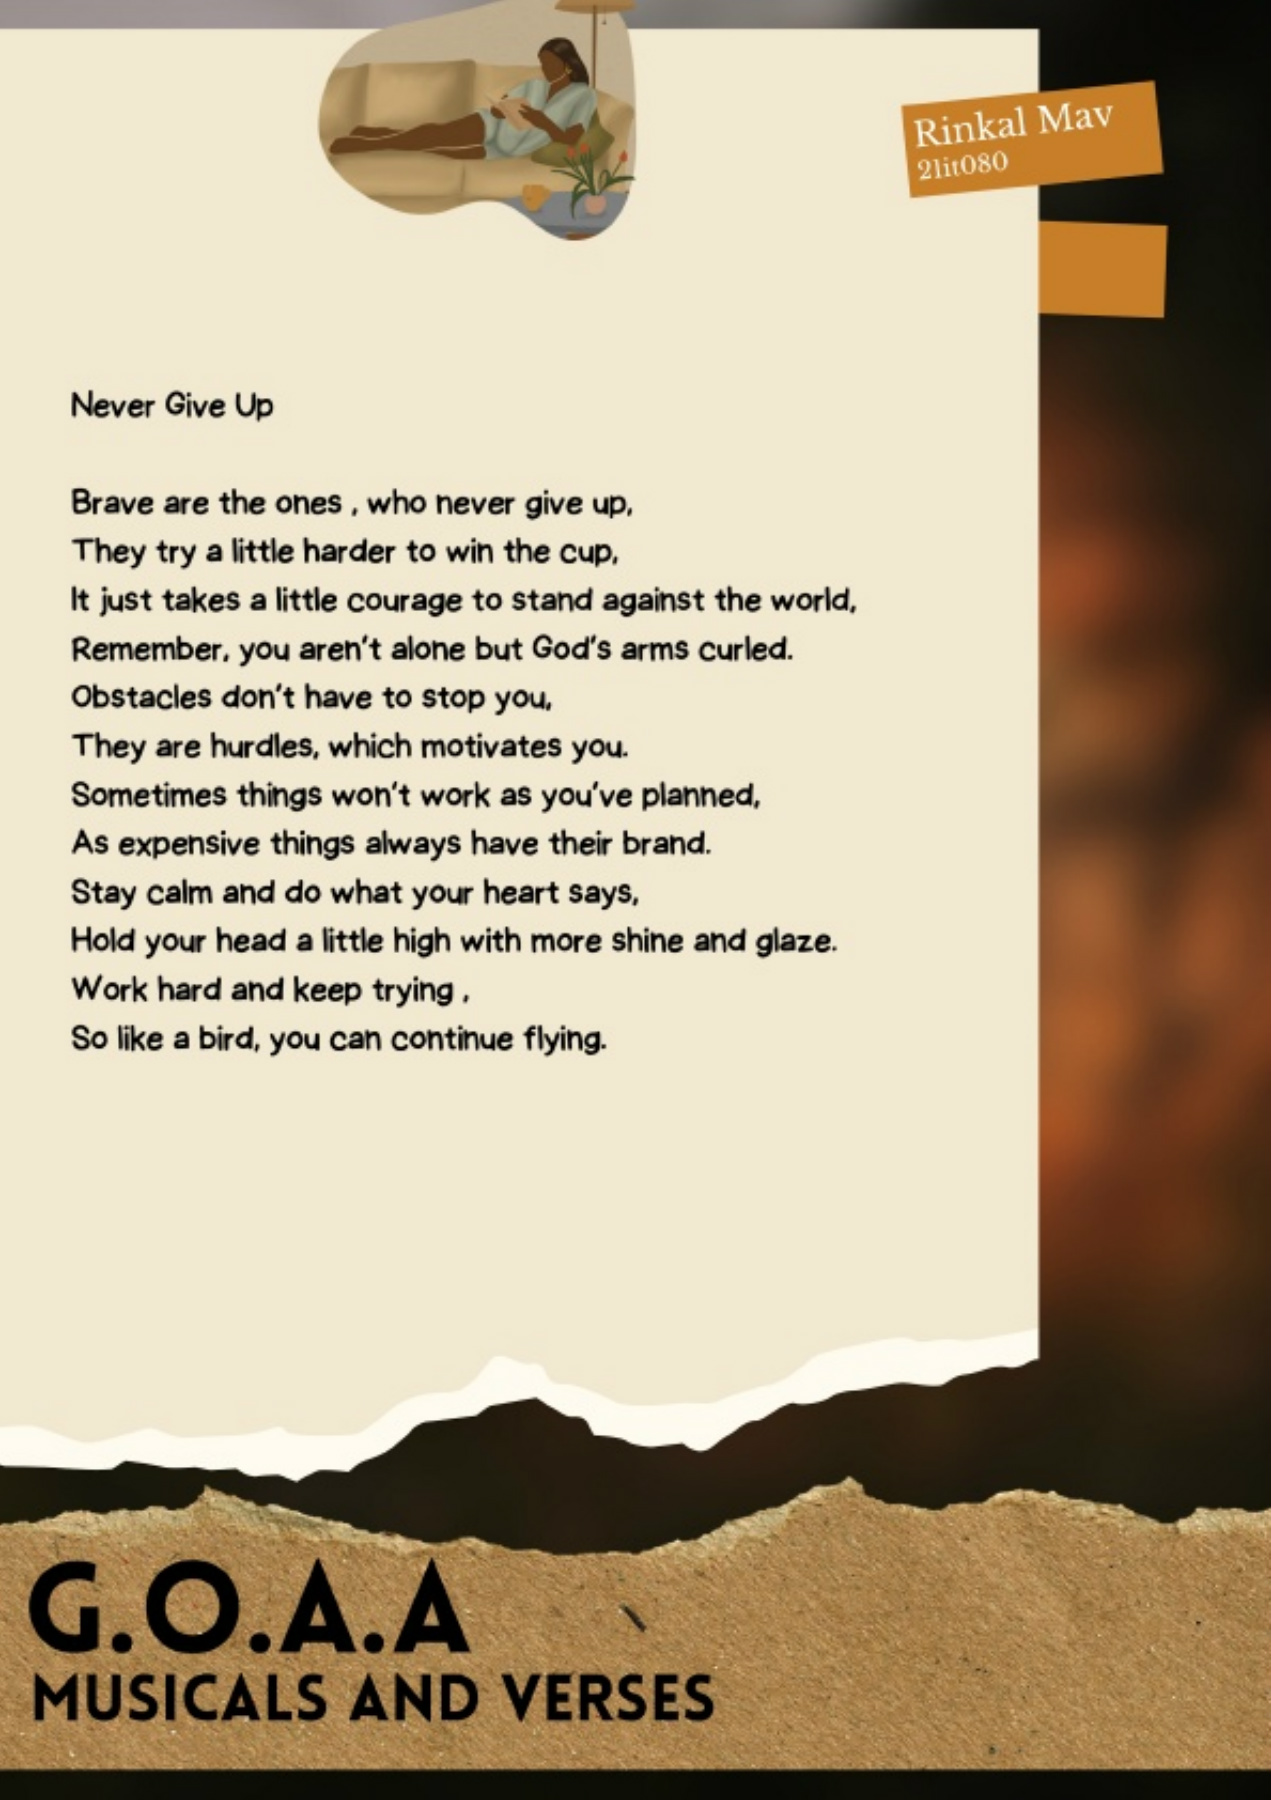 Rinkal Mav
21it080
Never Give Up
Brave are the ones , who never give up,
They try a little harder to win the cup,
It just takes a little courage to stand against the world,
Remember, you aren't alone but God's arms curled.
Obstacles don't have to stop you,
They are hurdles, which motivates you.
Sometimes things won't work as you've planned,
As expensive things always have their brand.
Stay calm and do what your heart says,
Hold your head a little high with more shine and glaze.
Work hard and keep trying ,
So like a bird, you can continue flying.
G.O.A.A
MUSICALS AND VERSES